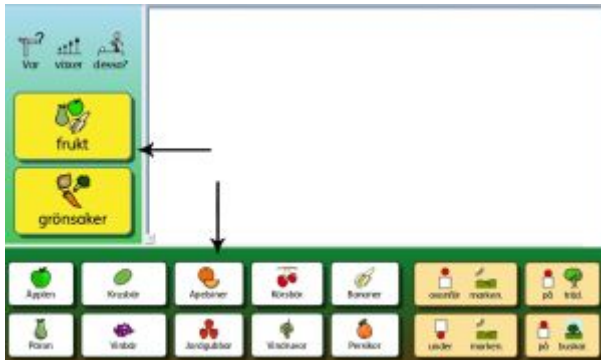 ?
Var växer dessa?
frukt
grönsaker
Äpplen Krusbär Apelsiner Körsbär Bananer ovanför marken. på träd.
Päron Vinbär Jordgubbar Vindruvor Persikor under marken. på buskar.